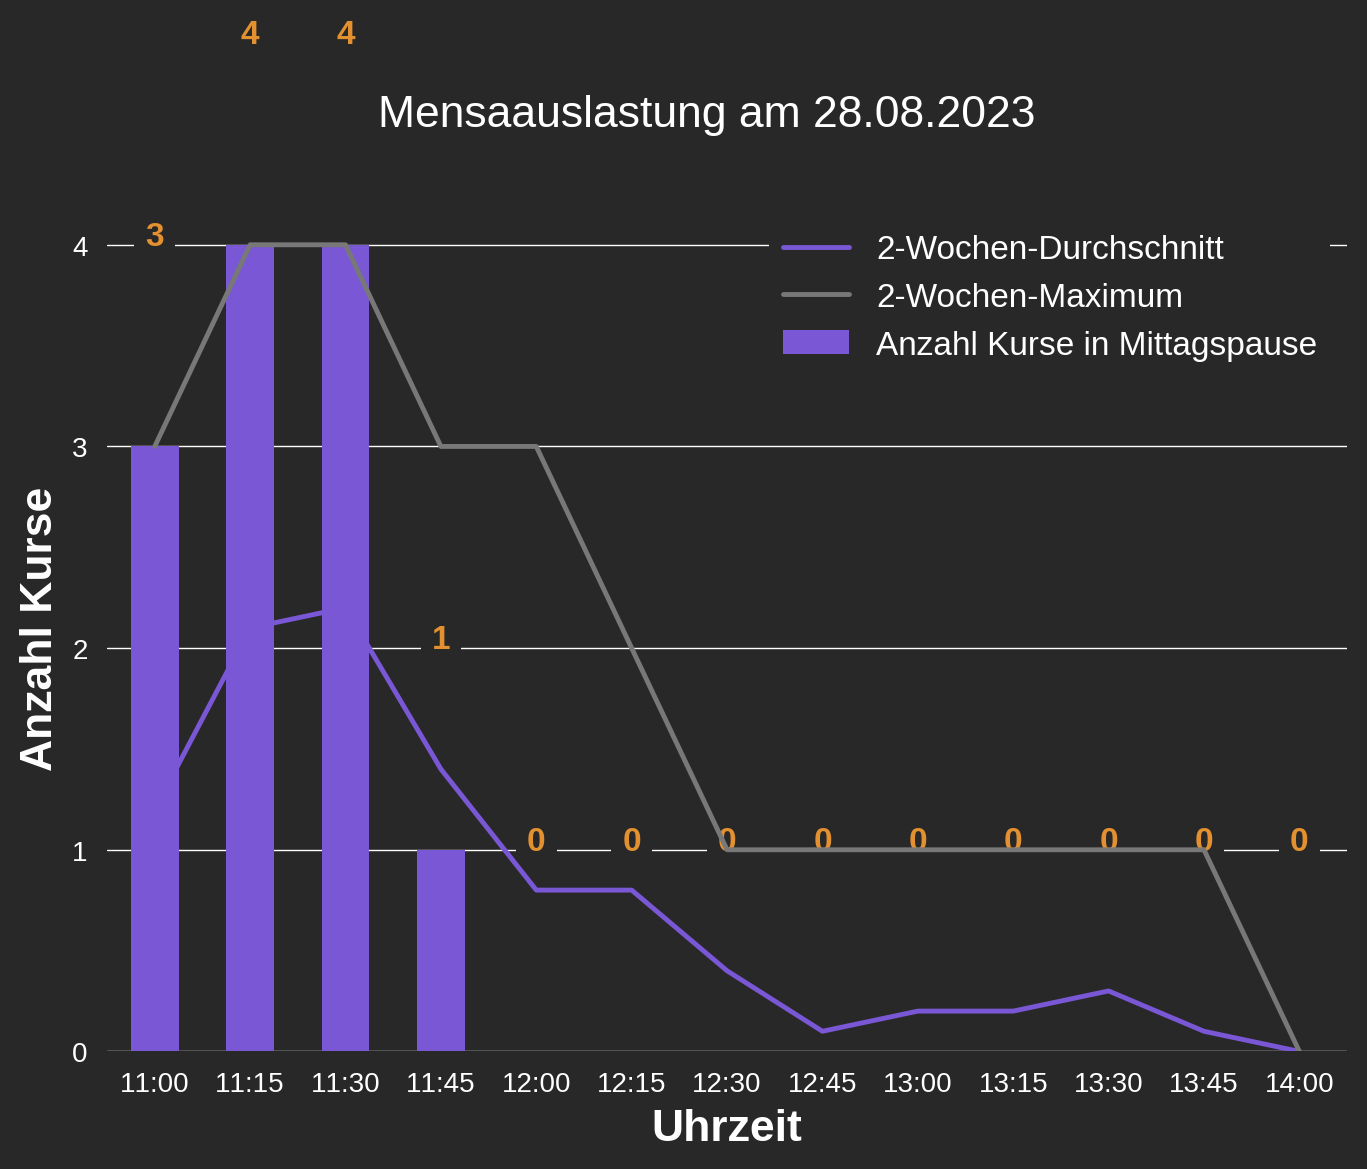 4 4
Mensaauslastung am 28.08.2023
3
4
2-Wochen-Durchschnitt
2-Wochen-Maximum
Anzahl Kurse in Mittagspause
3
Anzahl Kurse
2
1
1
0 0 0 0 0 0 0 0 0
0
11:00 11:15 11:30 11:45 12:00 12:15 12:30 12:45 13:00 13:15 13:30 13:45 14:00
Uhrzeit